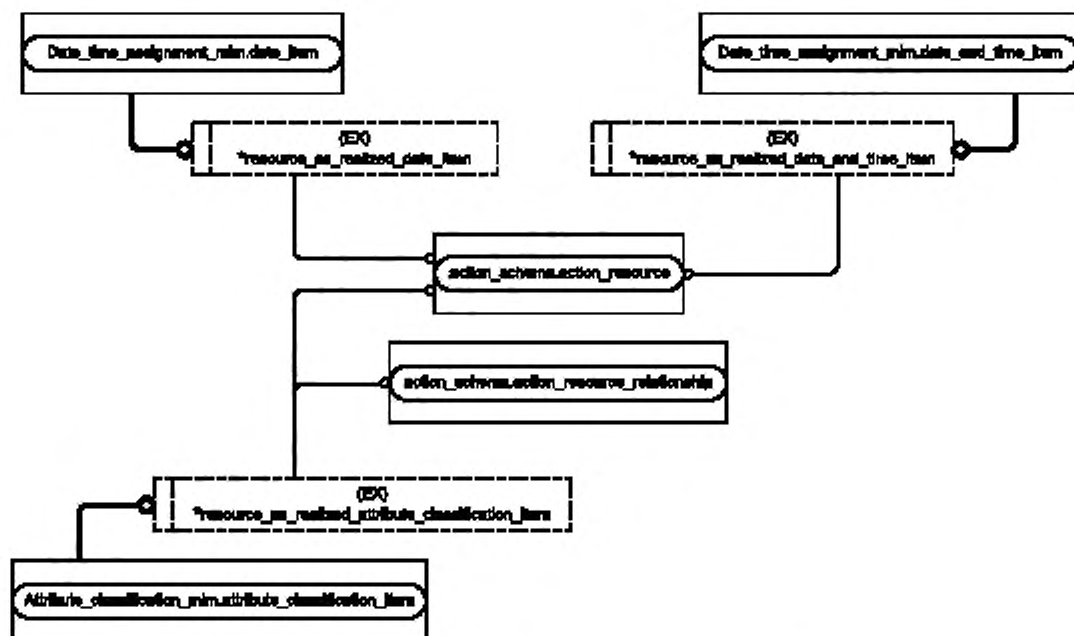 Date_time_assignment_mim.date_item
Date_time_assignment_mim.date_and_time_item
(EX)
*resource_as_realized_date_item
(EX)
*resource_as_realized_date_and_time_item
action_schema.action_resource
action_schema.action_resource_relationship
(EX)
*resource_as_realized_attribute_classification_item
Attribute_classification_mim.attribute_classification_item